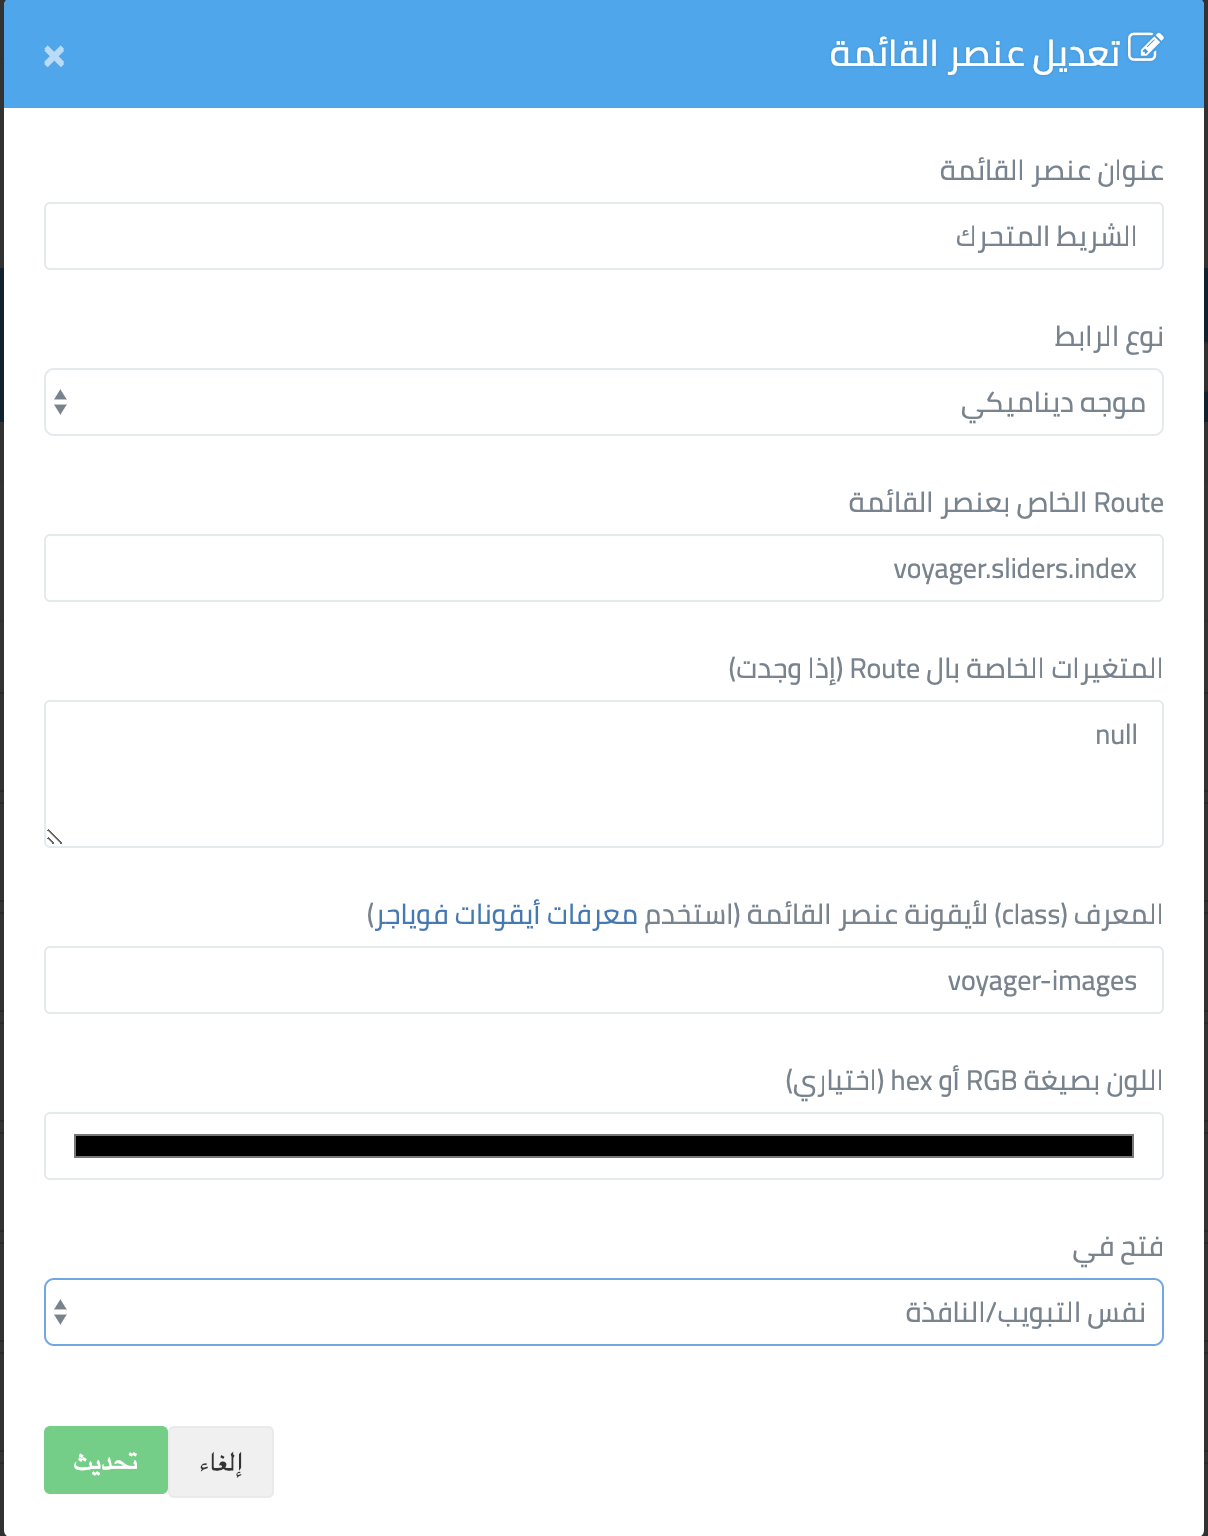 تعديل عنصر القائمة
×
عنوان عنصر القائمة
الشريط المتحرك
نوع الرابط
موجه ديناميكي
Route الخاص بعنصر القائمة
voyager.sliders.index
المتغيرات الخاصة بال Route (إذا وجدت)
null
المعرف (class) لأيقونة عنصر القائمة (استخدم معرفات أيقونات فوياجر)
voyager-images
اللون بصيغة RGB أو hex (اختياري)
فتح في
نفس التبويب/النافذة
إلغاء
تحديث